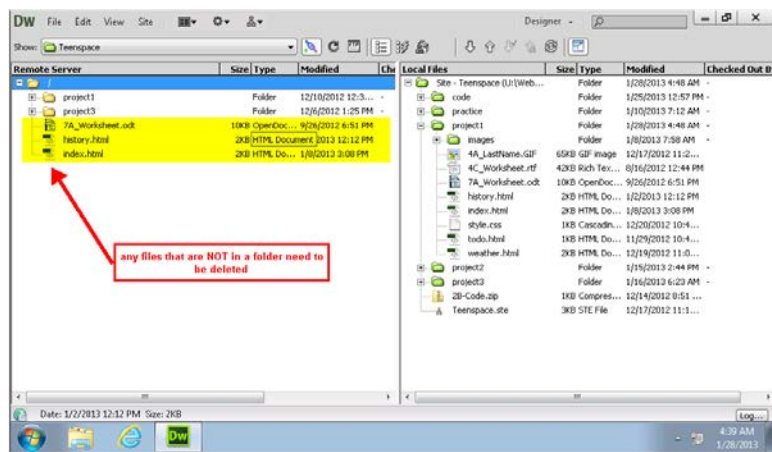 DW File Edit View Site Designer
Show: Teenspace
Remote Server Size Type Modified Che
/
project1 Folder 12/10/2012 12:3... -
project3 Folder 12/6/2012 1:25 PM -
7A_Worksheet.odt 10KB OpenDoc... 9/26/2012 6:51 PM
history.html 2KB HTML Document 2013 12:12 PM
index.html 2KB HTML Do... 1/8/2013 3:08 PM
any files that are NOT in a folder need to
be deleted
Local Files Size Type Modified Checked Out B
Site - Teenspace (U:\Web... Folder 1/28/2013 4:48 AM -
code Folder 1/25/2013 12:57 PM -
practice Folder 1/10/2013 7:12 AM -
project1 Folder 1/28/2013 4:48 AM -
images Folder 1/8/2013 7:58 AM -
4A_LastName.GIF 65KB GIF image 12/17/2012 11:2...
4C_Worksheet.rtf 42KB Rich Tex... 8/16/2012 12:44 PM
7A_Worksheet.odt 10KB OpenDoc... 9/26/2012 6:51 PM
history.html 2KB HTML Do... 1/2/2013 12:12 PM
index.html 2KB HTML Do... 1/8/2013 3:08 PM
style.css 1KB Cascadin... 12/20/2012 10:4...
todo.html 1KB HTML Do... 11/29/2012 10:4...
weather.html 2KB HTML Do... 12/19/2012 11:0...
project2 Folder 1/15/2013 2:44 PM -
project3 Folder 1/16/2013 6:23 AM -
2B-Code.zip 1KB Compres... 12/14/2012 8:51 ...
Teenspace.ste 3KB STE File 12/17/2012 11:1...
Date: 1/2/2013 12:12 PM Size: 2KB Log...
Dw
4:39 AM
1/28/2013